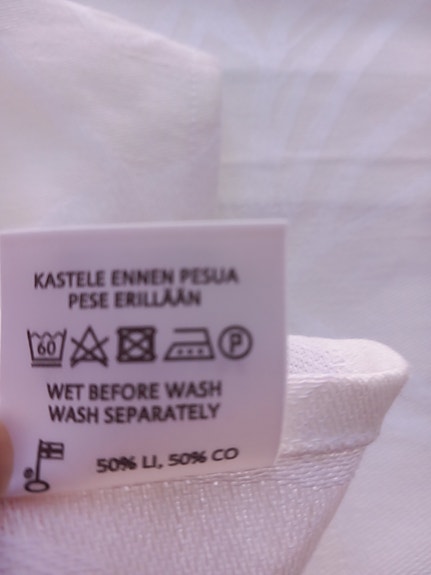 KASTELE ENNEN PESUA
PESE ERILLÄÄN
60 P
WET BEFORE WASH
WASH SEPARATELY
50% LI, 50% CO